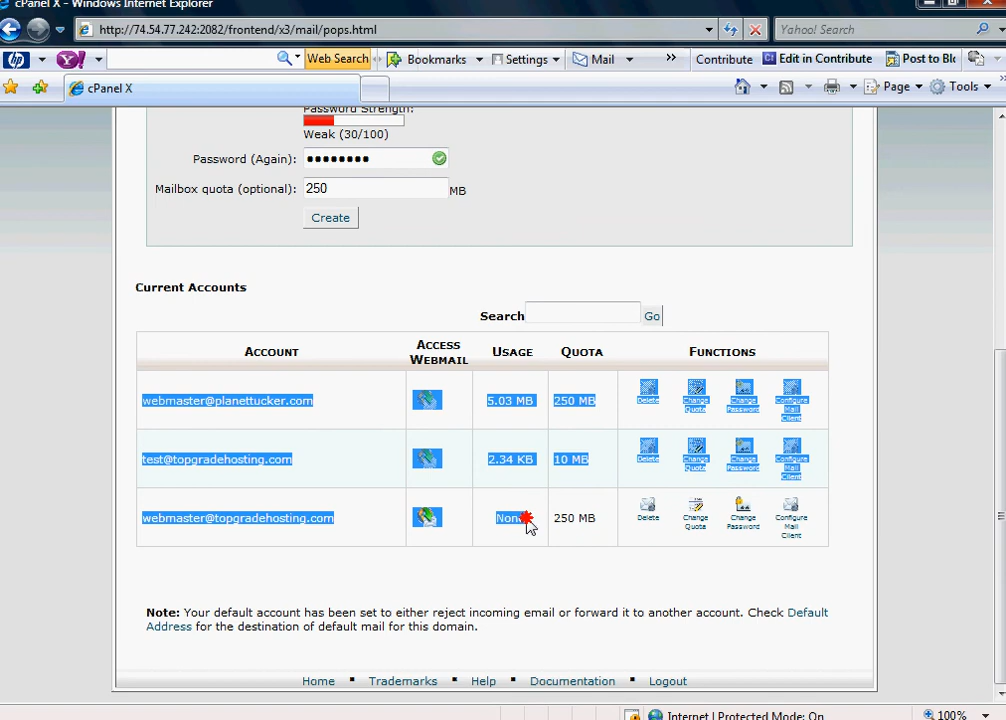 cPanel X - Windows Internet Explorer
http://74.54.77.242:2082/frontend/x3/mail/pops.html
Yahoo! Search
hp Y! Web Search Bookmarks Settings Mail » Contribute Edit in Contribute Post to Bl
cPanel X Page Tools
Password Strength:
Weak (30/100)
Password (Again): ••••••••
Mailbox quota (optional): 250 MB
Create
Current Accounts
Search Go
ACCOUNT ACCESS WEBMAIL USAGE QUOTA FUNCTIONS
webmaster@planettucker.com 5.03 MB 250 MB Delete Change Quota Change Password Configure Mail Client
test@topgradehosting.com 2.34 KB 10 MB Delete Change Quota Change Password Configure Mail Client
webmaster@topgradehosting.com 250 MB Delete Change Quota Change Password Configure Mail Client
Note: Your default account has been set to either reject incoming email or forward it to another account. Check Default
Address for the destination of default mail for this domain.
Home ▪ Trademarks ▪ Help ▪ Documentation ▪ Logout
Internet | Protected Mode: On 100%